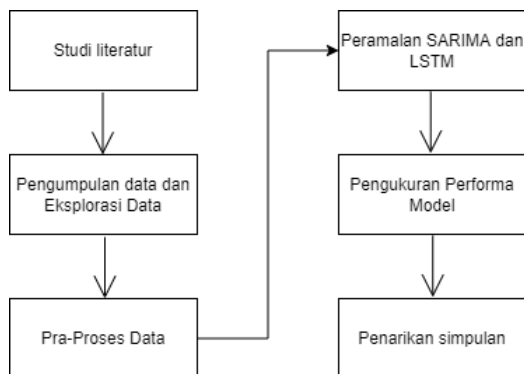 Studi literatur
Pengumpulan data dan
Eksplorasi Data
Pra-Proses Data
Peramalan SARIMA dan
LSTM
Pengukuran Performa
Model
Penarikan simpulan